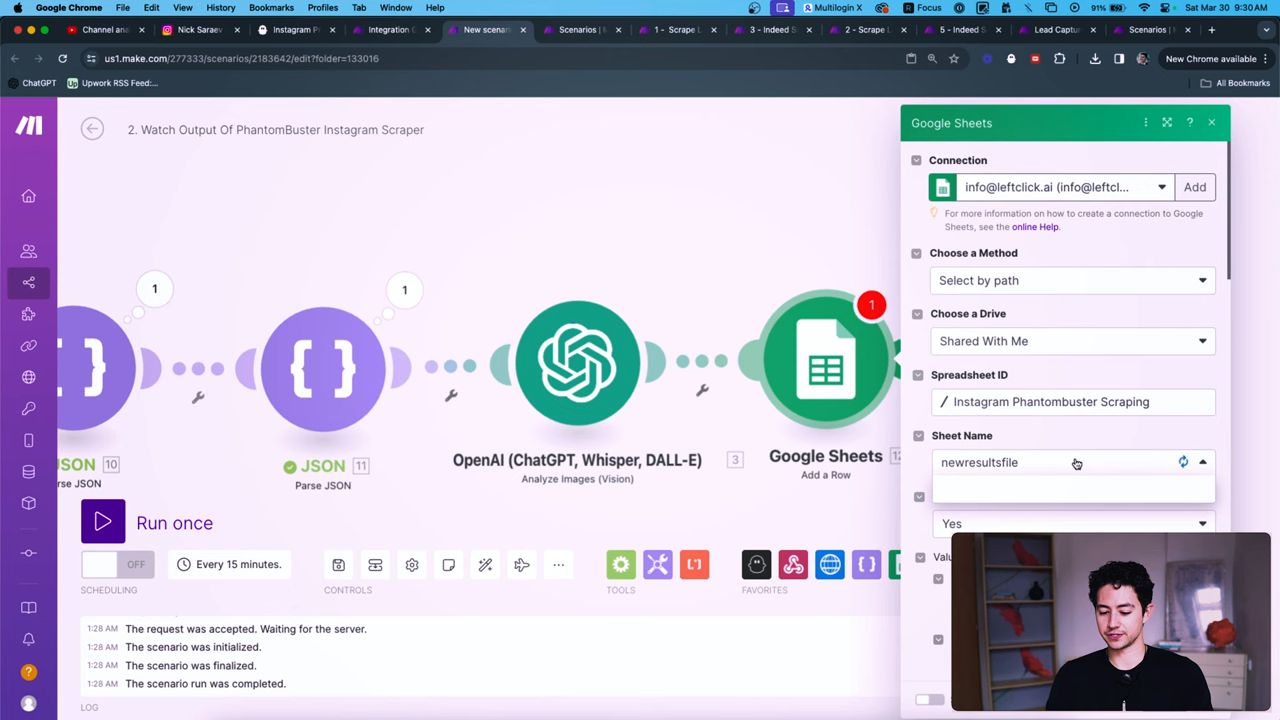 Google Chrome File Edit View History Bookmarks Profiles Tab Window Help
Multilogin X Focus 91% Sat Mar 30 9:30 AM
Channel ana
Nick Saraev
Instagram P
Integration G
New scenari
Scenarios | M
1 - Scrape L
3 - Indeed S
2 - Scrape Li
5 - Indeed S
Lead Captur
Scenarios | M
us1.make.com/277333/scenarios/2183642/edit?folder=133016
New Chrome available
ChatGPT
Upwork RSS Feed:...
All Bookmarks
2. Watch Output Of PhantomBuster Instagram Scraper
1
1
1
JSON 10
rse JSON
JSON 11
Parse JSON
OpenAI (ChatGPT, Whisper, DALL-E) 3
Analyze Images (Vision)
Google Sheets
Add a Row
Run once
OFF
Every 15 minutes.
SCHEDULING
CONTROLS
TOOLS
FAVORITES
1:28 AM The request was accepted. Waiting for the server.
1:28 AM The scenario was initialized.
1:28 AM The scenario was finalized.
1:28 AM The scenario run was completed.
LOG
Google Sheets
Connection
info@leftclick.ai (info@leftcl...
Add
For more information on how to create a connection to Google
Sheets, see the online Help.
Choose a Method
Select by path
Choose a Drive
Shared With Me
Spreadsheet ID
/ Instagram Phantombuster Scraping
Sheet Name
newresultsfile
Yes